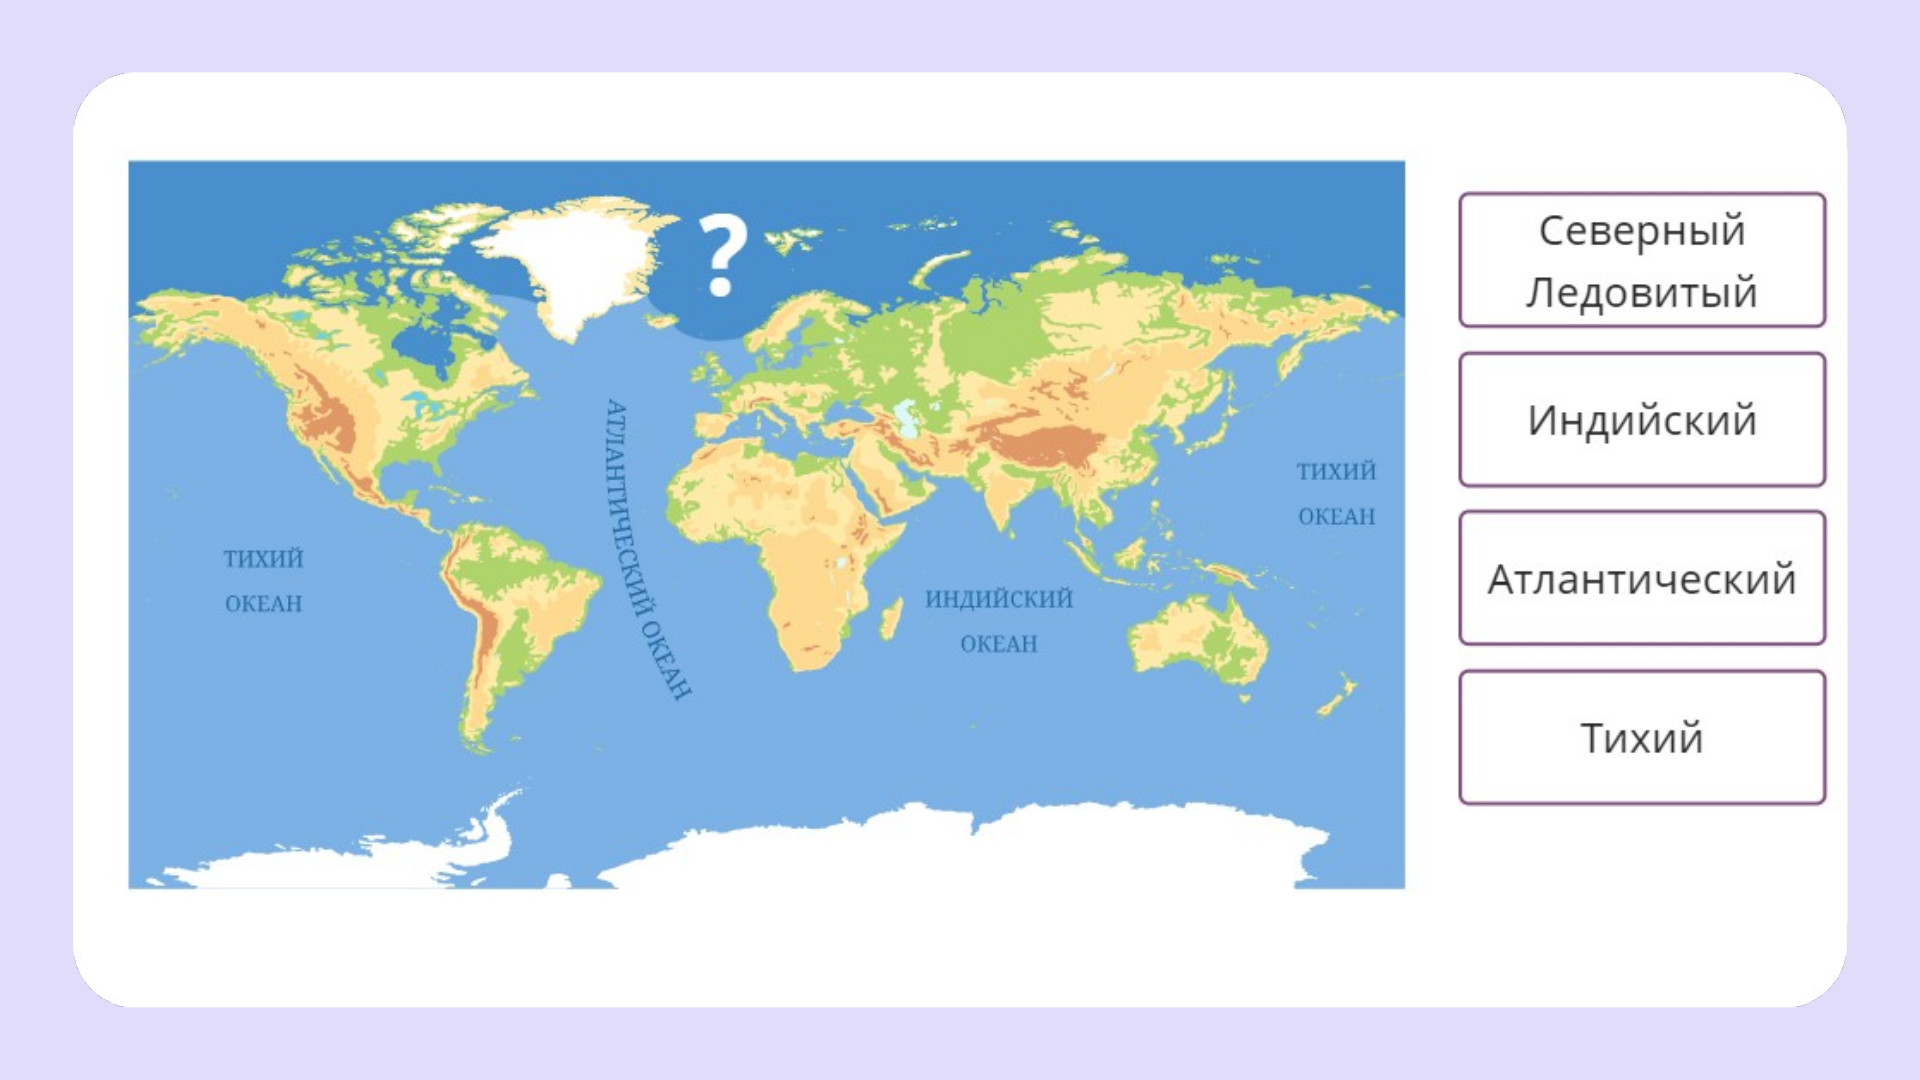 ?
ТИХИЙ
ОКЕАН
АТЛАНТИЧЕСКИЙ ОКЕАН
ИНДИЙСКИЙ
ОКЕАН
ТИХИЙ
ОКЕАН
Северный
Ледовитый
Индийский
Атлантический
Тихий